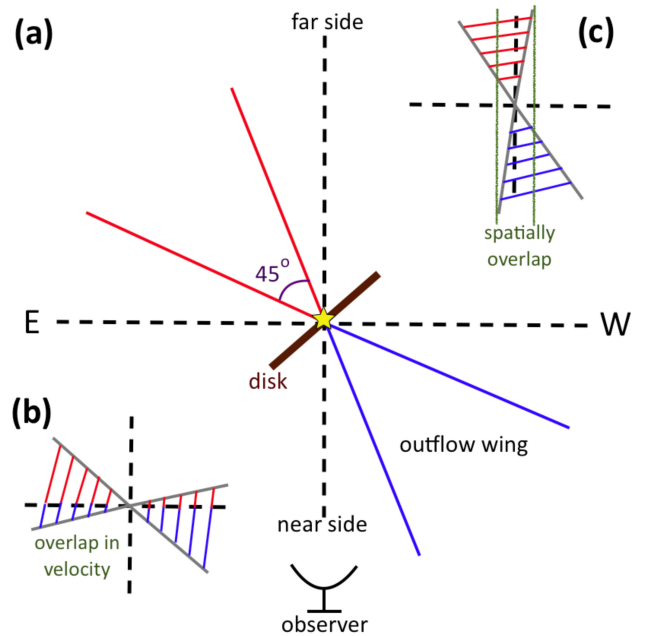 (a)
far side
(c)
spatially
overlap
45°
E
W
disk
(b)
outflow wing
overlap in
velocity
near side
observer